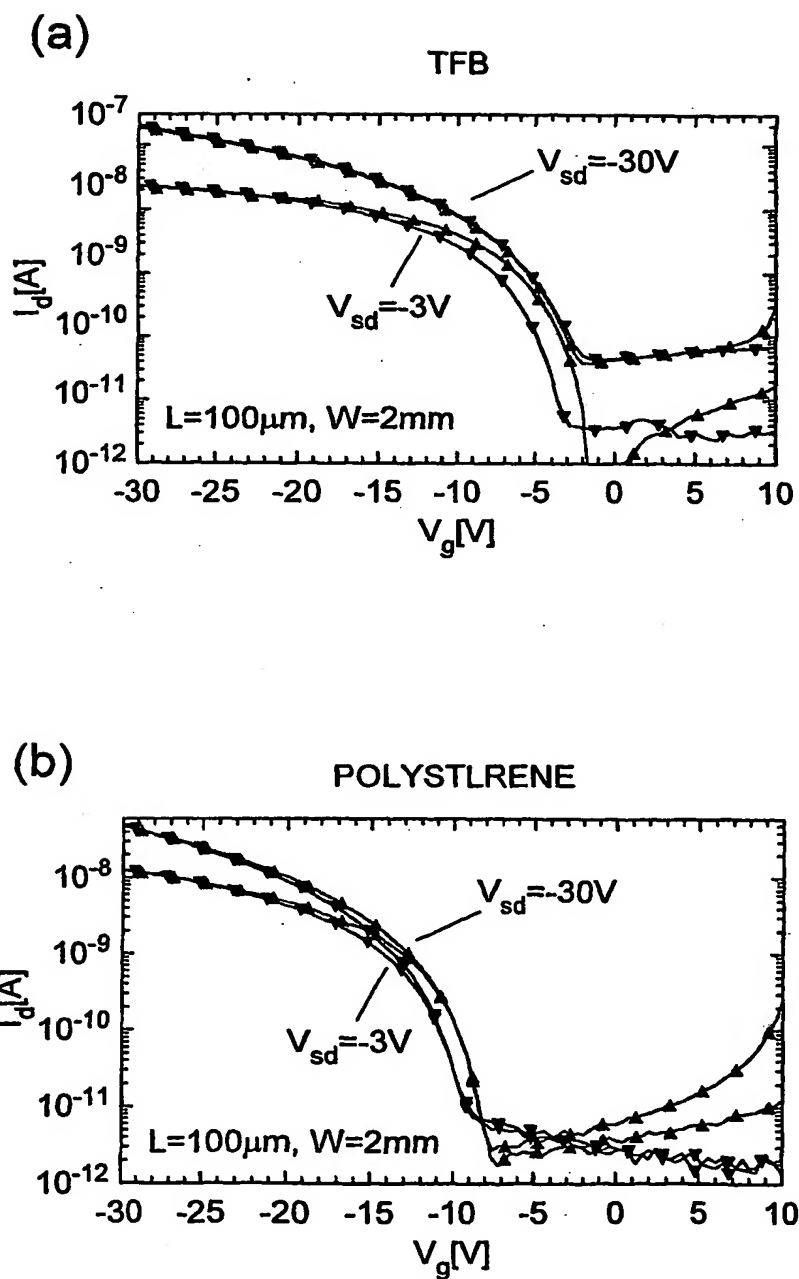 (a)
TFB
10-7
10-8
10-9
10-10
10-11
10-12
Id[A]
Vsd=-30V
Vsd=-3V
L=100μm, W=2mm
-30 -25 -20 -15 -10 -5 0 5 10
Vg[V]
(b)
POLYSTLRENE
10-8
10-9
10-10
10-11
10-12
Id[A]
Vsd=-30V
Vsd=-3V
L=100μm, W=2mm
-30 -25 -20 -15 -10 -5 0 5 10
Vg[V]